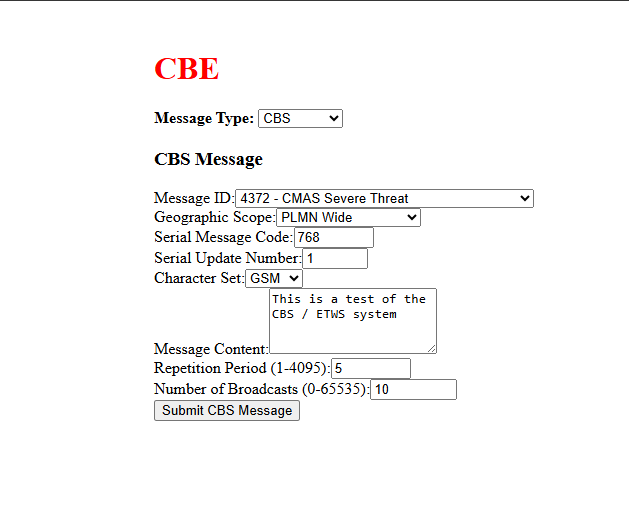 CBE
Message Type: CBS
CBS Message
Message ID: 4372 - CMAS Severe Threat
Geographic Scope: PLMN Wide
Serial Message Code: 768
Serial Update Number: 1
Character Set: GSM
This is a test of the
CBS / ETWS system
Message Content:
Repetition Period (1-4095): 5
Number of Broadcasts (0-65535): 10
Submit CBS Message